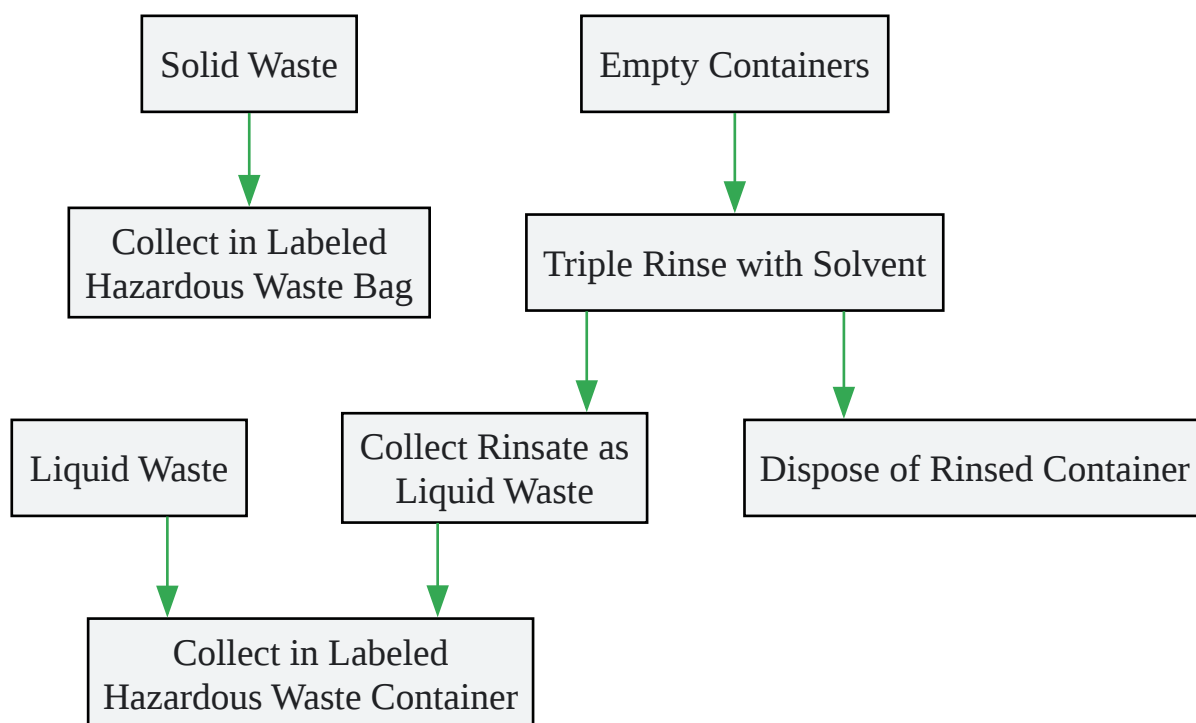 Solid Waste
Empty Containers
Collect in Labeled
Hazardous Waste Bag
Triple Rinse with Solvent
Liquid Waste
Collect Rinsate as
Liquid Waste
Dispose of Rinsed Container
Collect in Labeled
Hazardous Waste Container